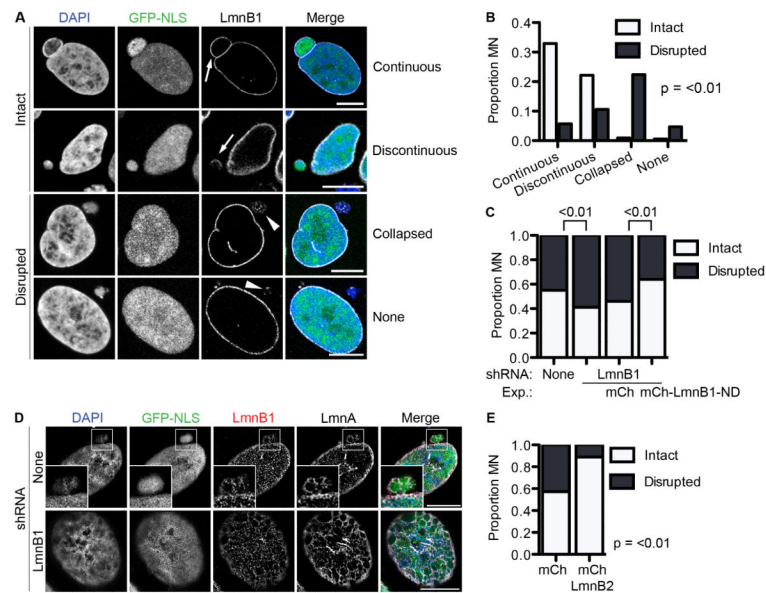 A
DAPI GFP-NLS LmnB1 Merge
Intact
Continuous
Discontinuous
Disrupted
Collapsed
None
B
Proportion MN
0.4
0.3
0.2
0.1
0.0
Intact
Disrupted
p = <0.01
Continuous
Discontinuous
Collapsed
None
C
<0.01 <0.01
Proportion MN
1.0
0.8
0.6
0.4
0.2
0.0
Intact
Disrupted
shRNA: None LmnB1
Exp.: mCh mCh-LmnB1-ND
D
DAPI GFP-NLS LmnB1 LmnA Merge
shRNA
None
LmnB1
E
Proportion MN
1.0
0.8
0.6
0.4
0.2
0.0
Intact
Disrupted
p = <0.01
mCh mCh
LmnB2